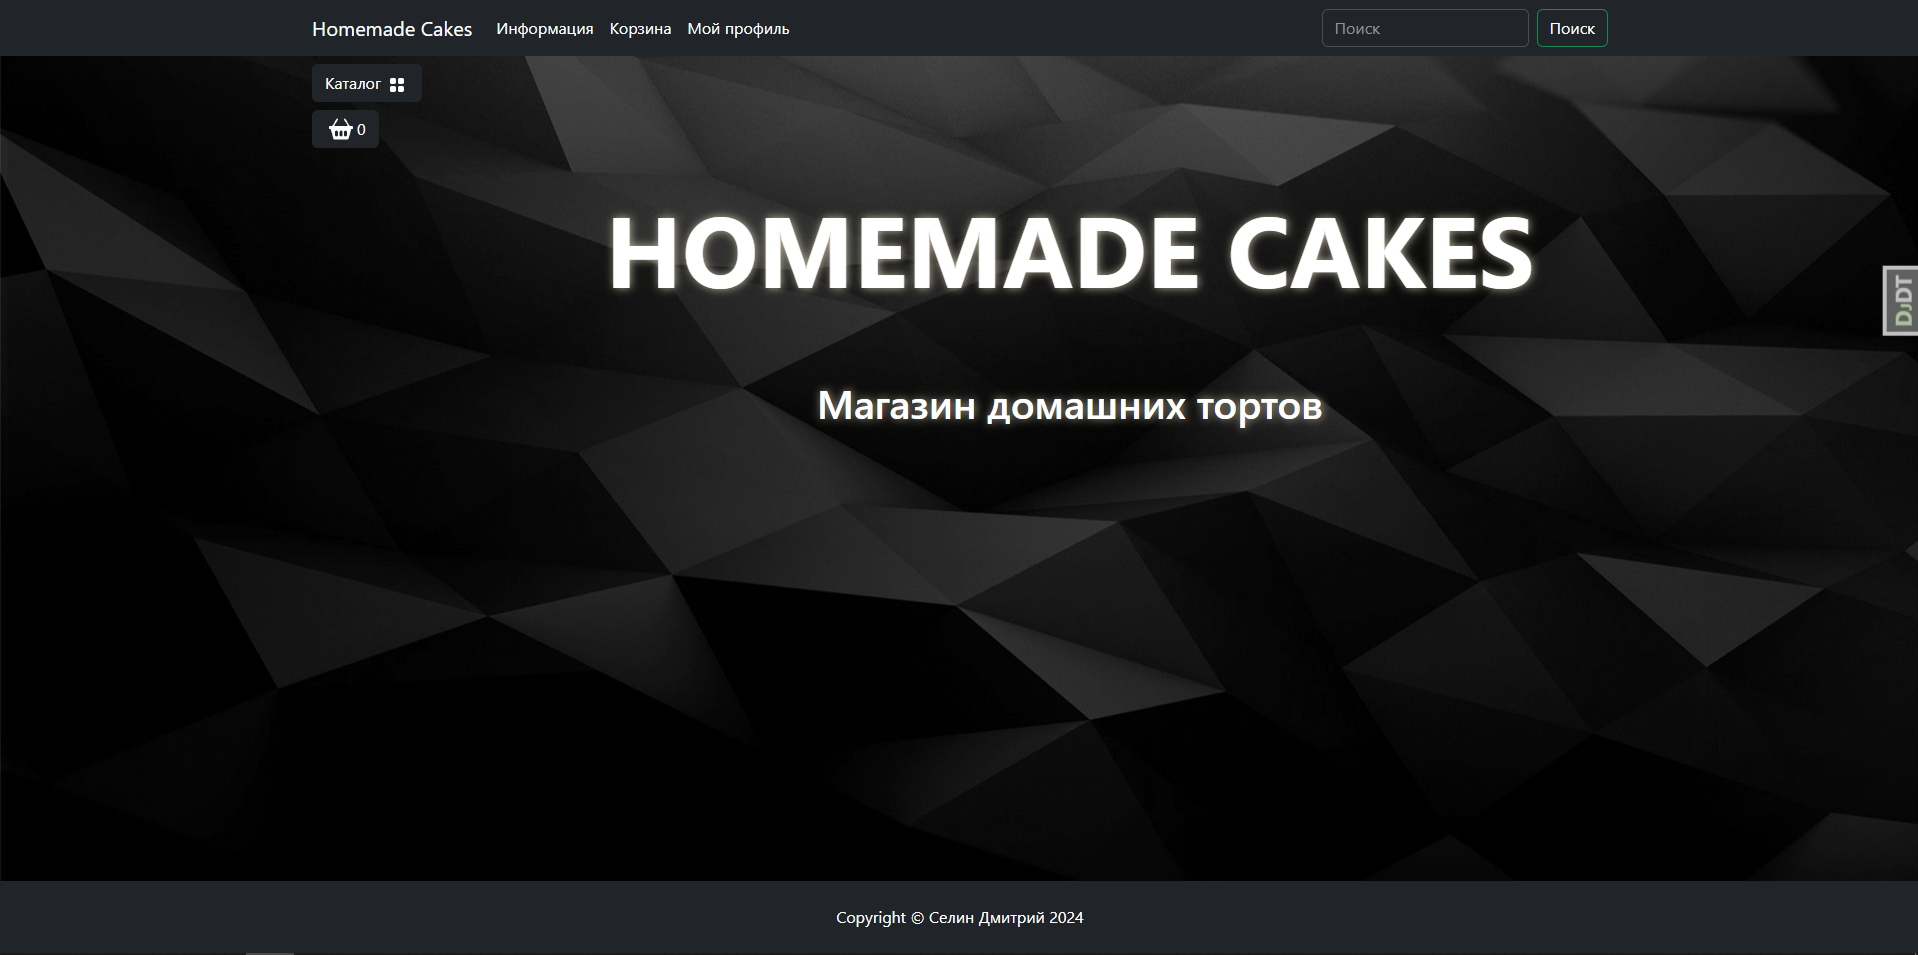 Homemade Cakes Информация Корзина Мой профиль Поиск Поиск
Каталог
0
HOMEMADE CAKES
DJDT
Магазин домашних тортов
Copyright © Селин Дмитрий 2024